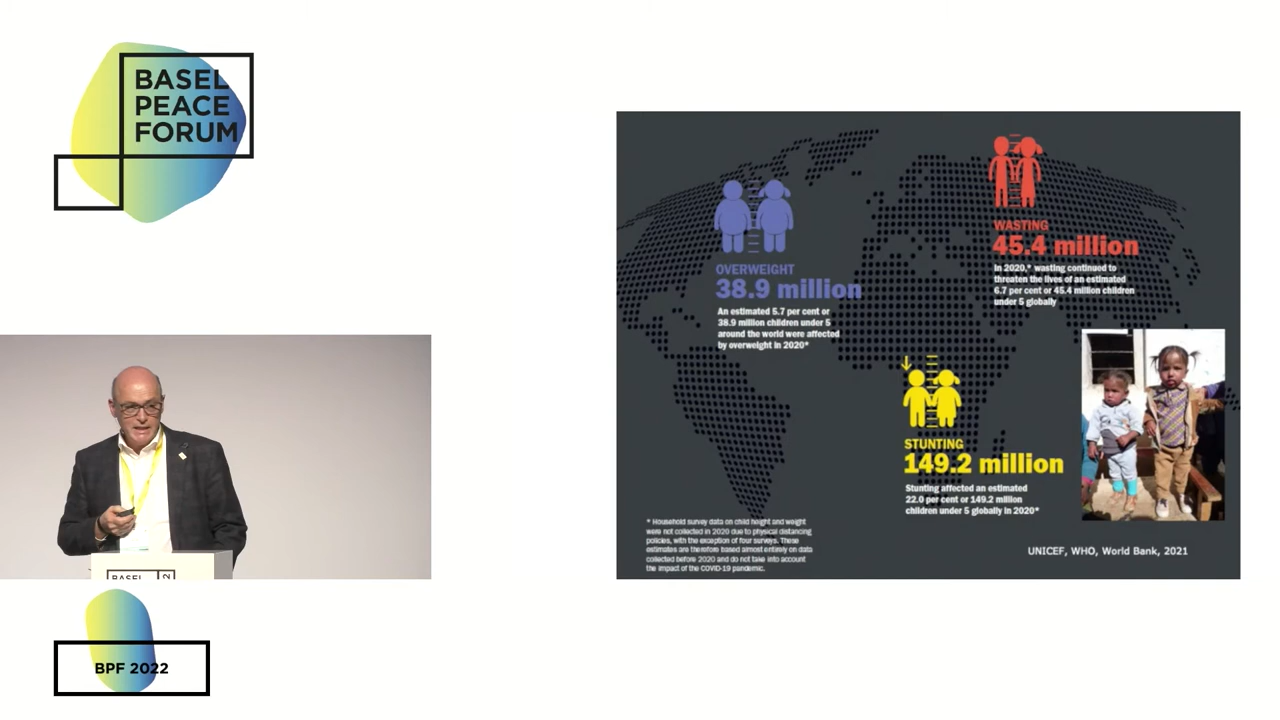 BASEL
PEACE
FORUM
WASTING
45.4 million
In 2020,* wasting continued to
threaten the lives of an estimated
6.7 per cent or 45.4 million children
under 5 globally
OVERWEIGHT
38.9 million
An estimated 5.7 per cent or
38.9 million children under 5
around the world were affected
by overweight in 2020*
STUNTING
149.2 million
Stunting affected an estimated
22.0 per cent or 149.2 million
children under 5 globally in 2020*
* Household survey data on child height and weight
were not collected in 2020 due to physical distancing
policies, with the exception of four surveys. These
estimates are therefore based almost entirely on data
collected before 2020 and do not take into account
the impact of the COVID-19 pandemic.
UNICEF, WHO, World Bank, 2021
BASEL
BPF 2022